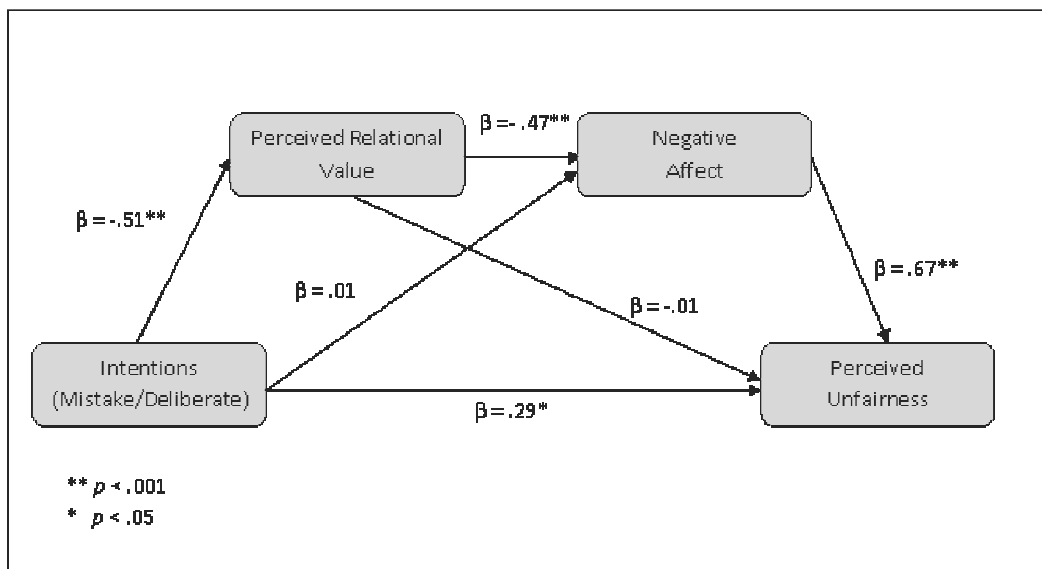 β = - .47**
Perceived Relational
Value
Negative
Affect
β = -.51**
β = .01
β = -.01
β = .67**
Intentions
(Mistake/Deliberate)
Perceived
Unfairness
β = .29*
** p < .001
* p < .05